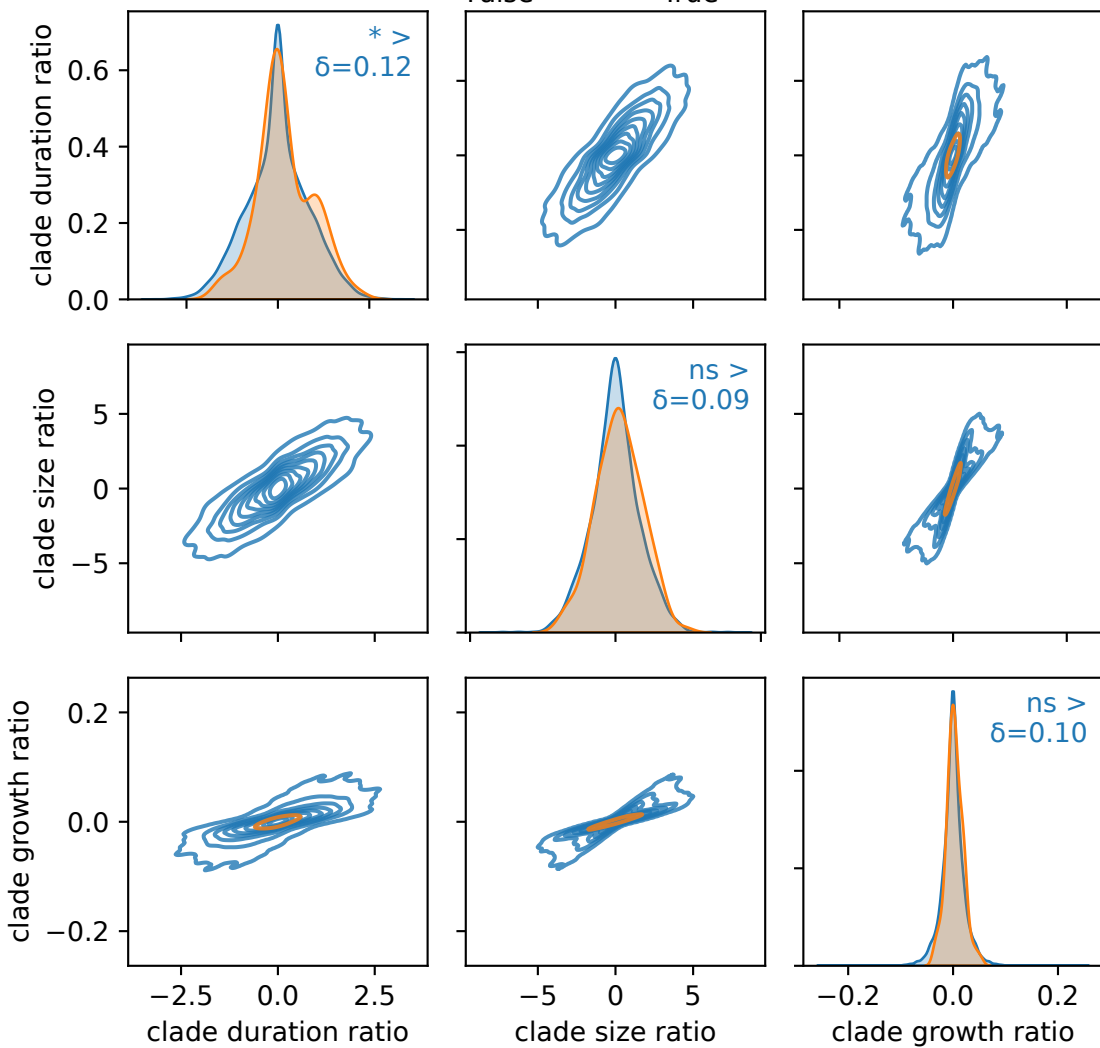 clade duration ratio
0.6
0.4
0.2
0.0
* >
δ=0.12
clade size ratio
5
0
−5
ns >
δ=0.09
clade growth ratio
0.2
0.0
−0.2
ns >
δ=0.10
−2.5 0.0 2.5
−5 0 5
−0.2 0.0 0.2
clade duration ratio
clade size ratio
clade growth ratio